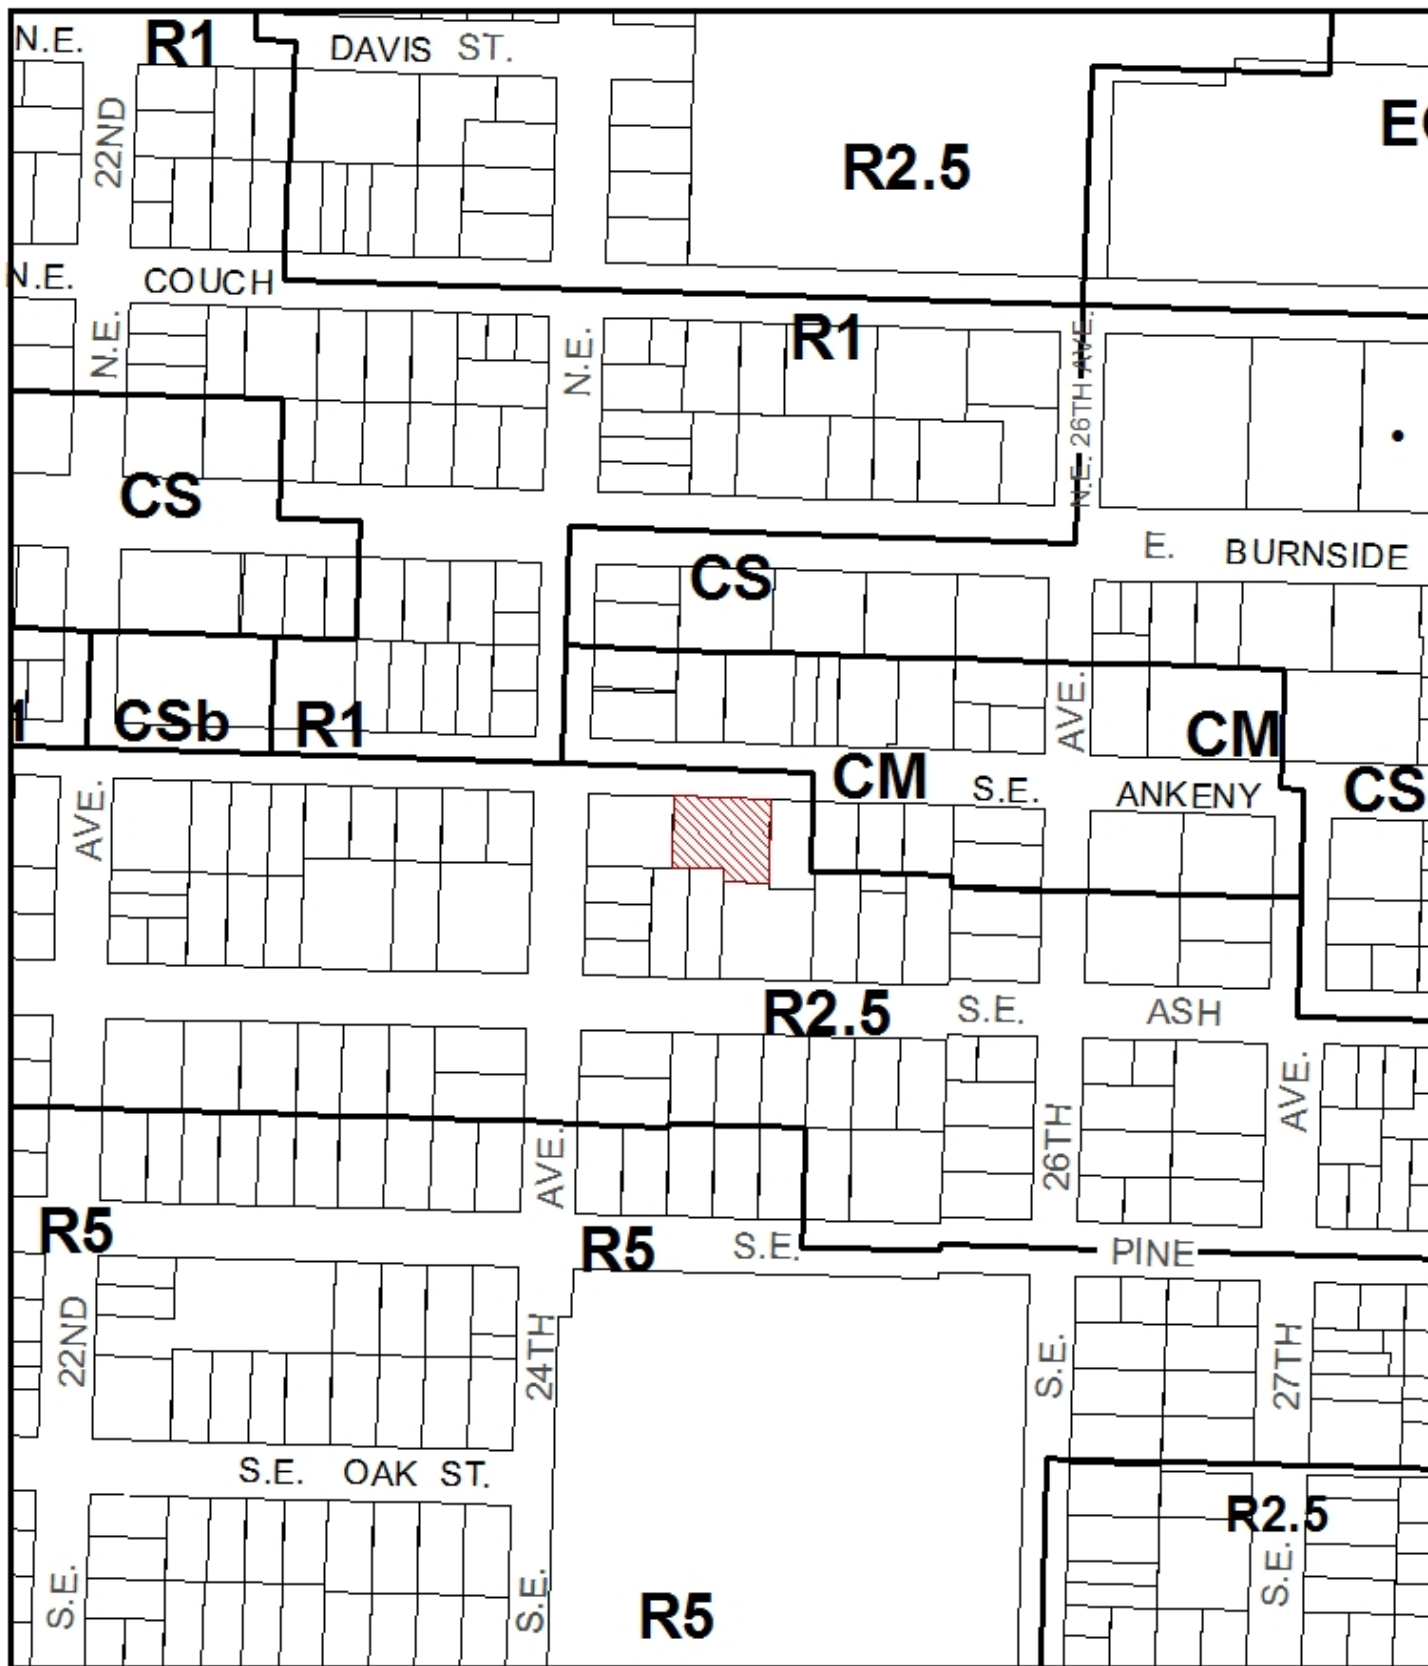 N.E. R1 DAVIS ST.
22ND
R2.5
N.E. COUCH
N.E.
N.E.
R1
N.E. 26TH AVE.
CS
CS
E. BURNSIDE
CSb R1
AVE.
CM
CM
S.E. ANKENY
CS
AVE.
R2.5
S.E. ASH
AVE.
AVE.
26TH
R5
R5
S.E. PINE
22ND
24TH
S.E.
27TH
S.E. OAK ST.
R2.5
S.E.
S.E.
S.E.
R5